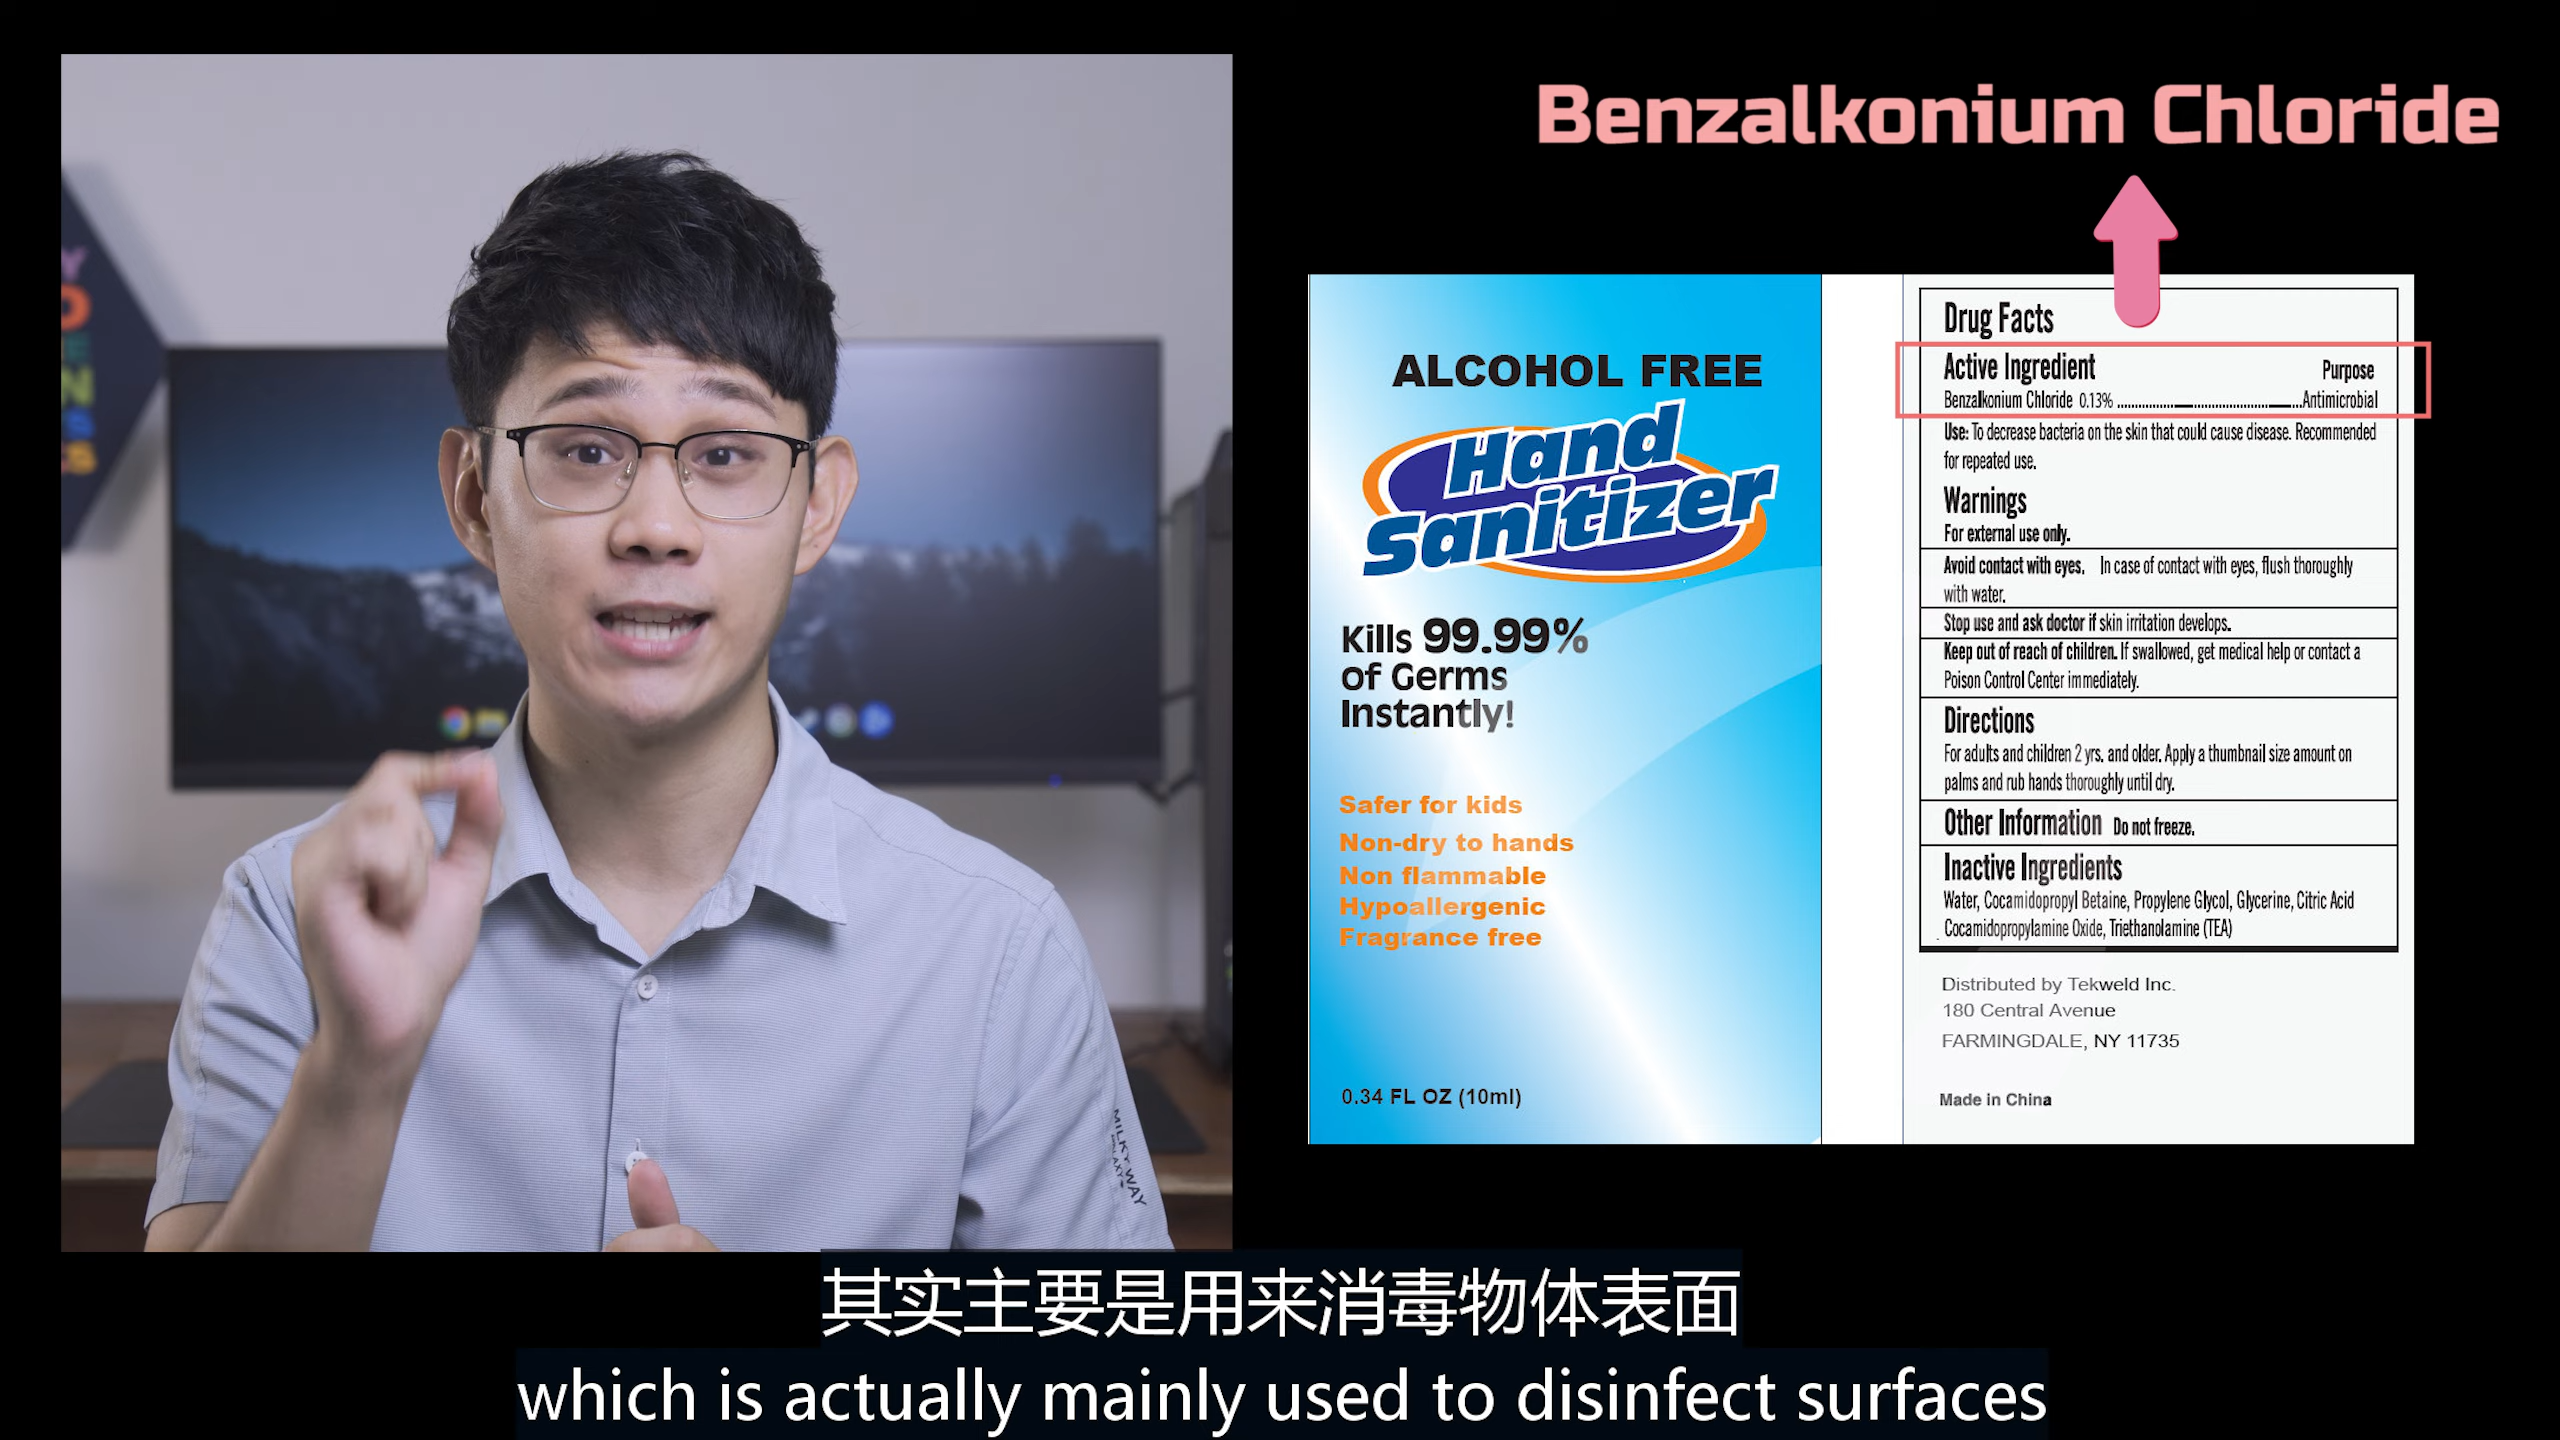 Benzalkonium Chloride
ALCOHOL FREE
Hand
Sanitizer
Kills 99.99%
of Germs
Instantly!
Safer for kids
Non-dry to hands
Non flammable
Hypoallergenic
Fragrance free
0.34 FL OZ (10ml)
Drug Facts
Active Ingredient Purpose
Benzalkonium Chloride 0.13% Antimicrobial
Use: To decrease bacteria on the skin that could cause disease. Recommended
for repeated use.
Warnings
For external use only.
Avoid contact with eyes. In case of contact with eyes, flush thoroughly
with water.
Stop use and ask doctor if skin irritation develops.
Keep out of reach of children. If swallowed, get medical help or contact a
Poison Control Center immediately.
Directions
For adults and children 2 yrs. and older. Apply a thumbnail size amount on
palms and rub hands thoroughly until dry.
Other Information Do not freeze.
Inactive Ingredients
Water, Cocamidopropyl Betaine, Propylene Glycol, Glycerine, Citric Acid
Cocamidopropylamine Oxide, Triethanolamine (TEA)
Distributed by Tekweld Inc.
180 Central Avenue
FARMINGDALE, NY 11735
Made in China
MILKY WAY
GALAXY
其实主要是用来消毒物体表面
which is actually mainly used to disinfect surfaces